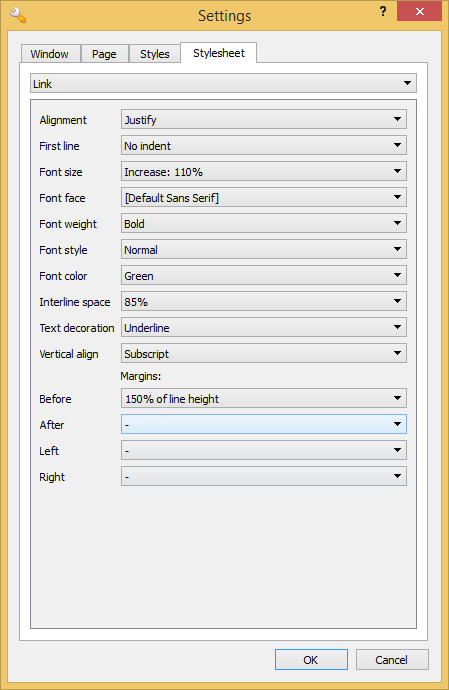 Settings
? ×
Window Page Styles Stylesheet
Link
Alignment Justify
First line No indent
Font size Increase: 110%
Font face [Default Sans Serif]
Font weight Bold
Font style Normal
Font color Green
Interline space 85%
Text decoration Underline
Vertical align Subscript
Margins:
Before 150% of line height
After -
Left -
Right -
OK Cancel